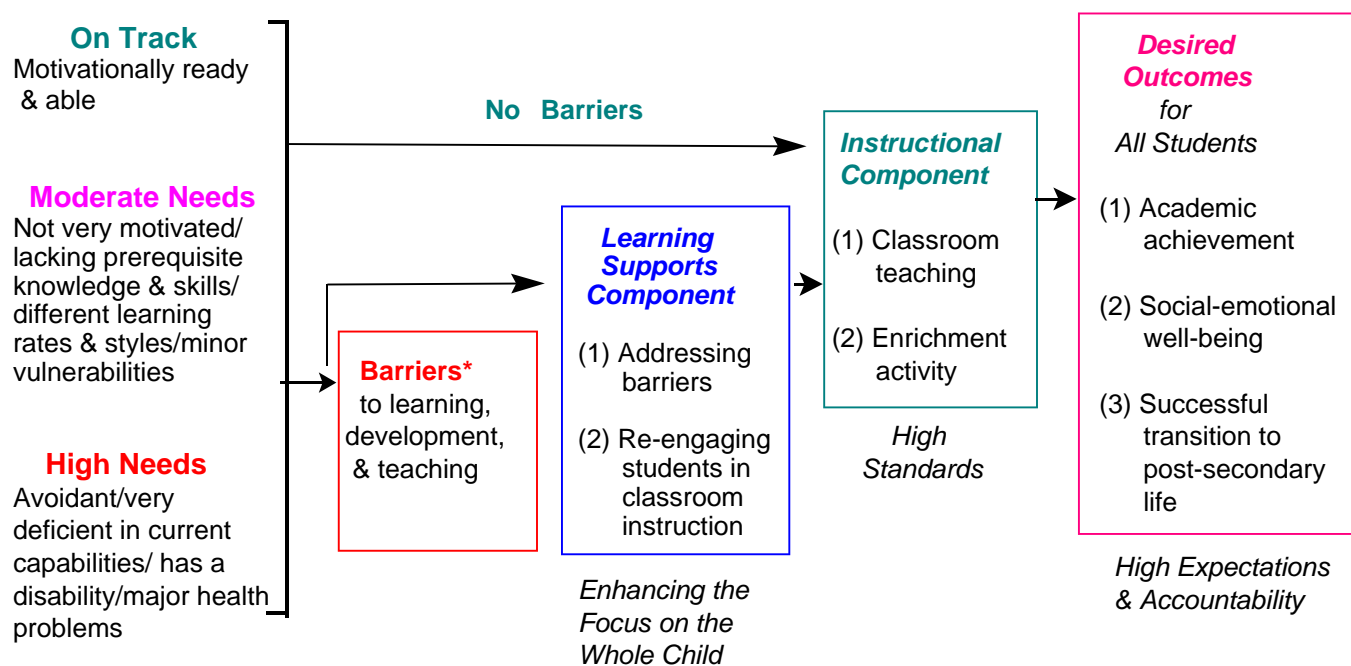 On Track
Motivationally ready
& able
Moderate Needs
Not very motivated/
lacking prerequisite
knowledge & skills/
different learning
rates & styles/minor
vulnerabilities
High Needs
Avoidant/very
deficient in current
capabilities/ has a
disability/major health
problems
No Barriers
Barriers*
to learning,
development,
& teaching
Learning
Supports
Component
(1) Addressing
barriers
(2) Re-engaging
students in
classroom
instruction
Enhancing the
Focus on the
Whole Child
Instructional
Component
(1) Classroom
teaching
(2) Enrichment
activity
High
Standards
Desired
Outcomes
for
All Students
(1) Academic
achievement
(2) Social-emotional
well-being
(3) Successful
transition to
post-secondary
life
High Expectations
& Accountability